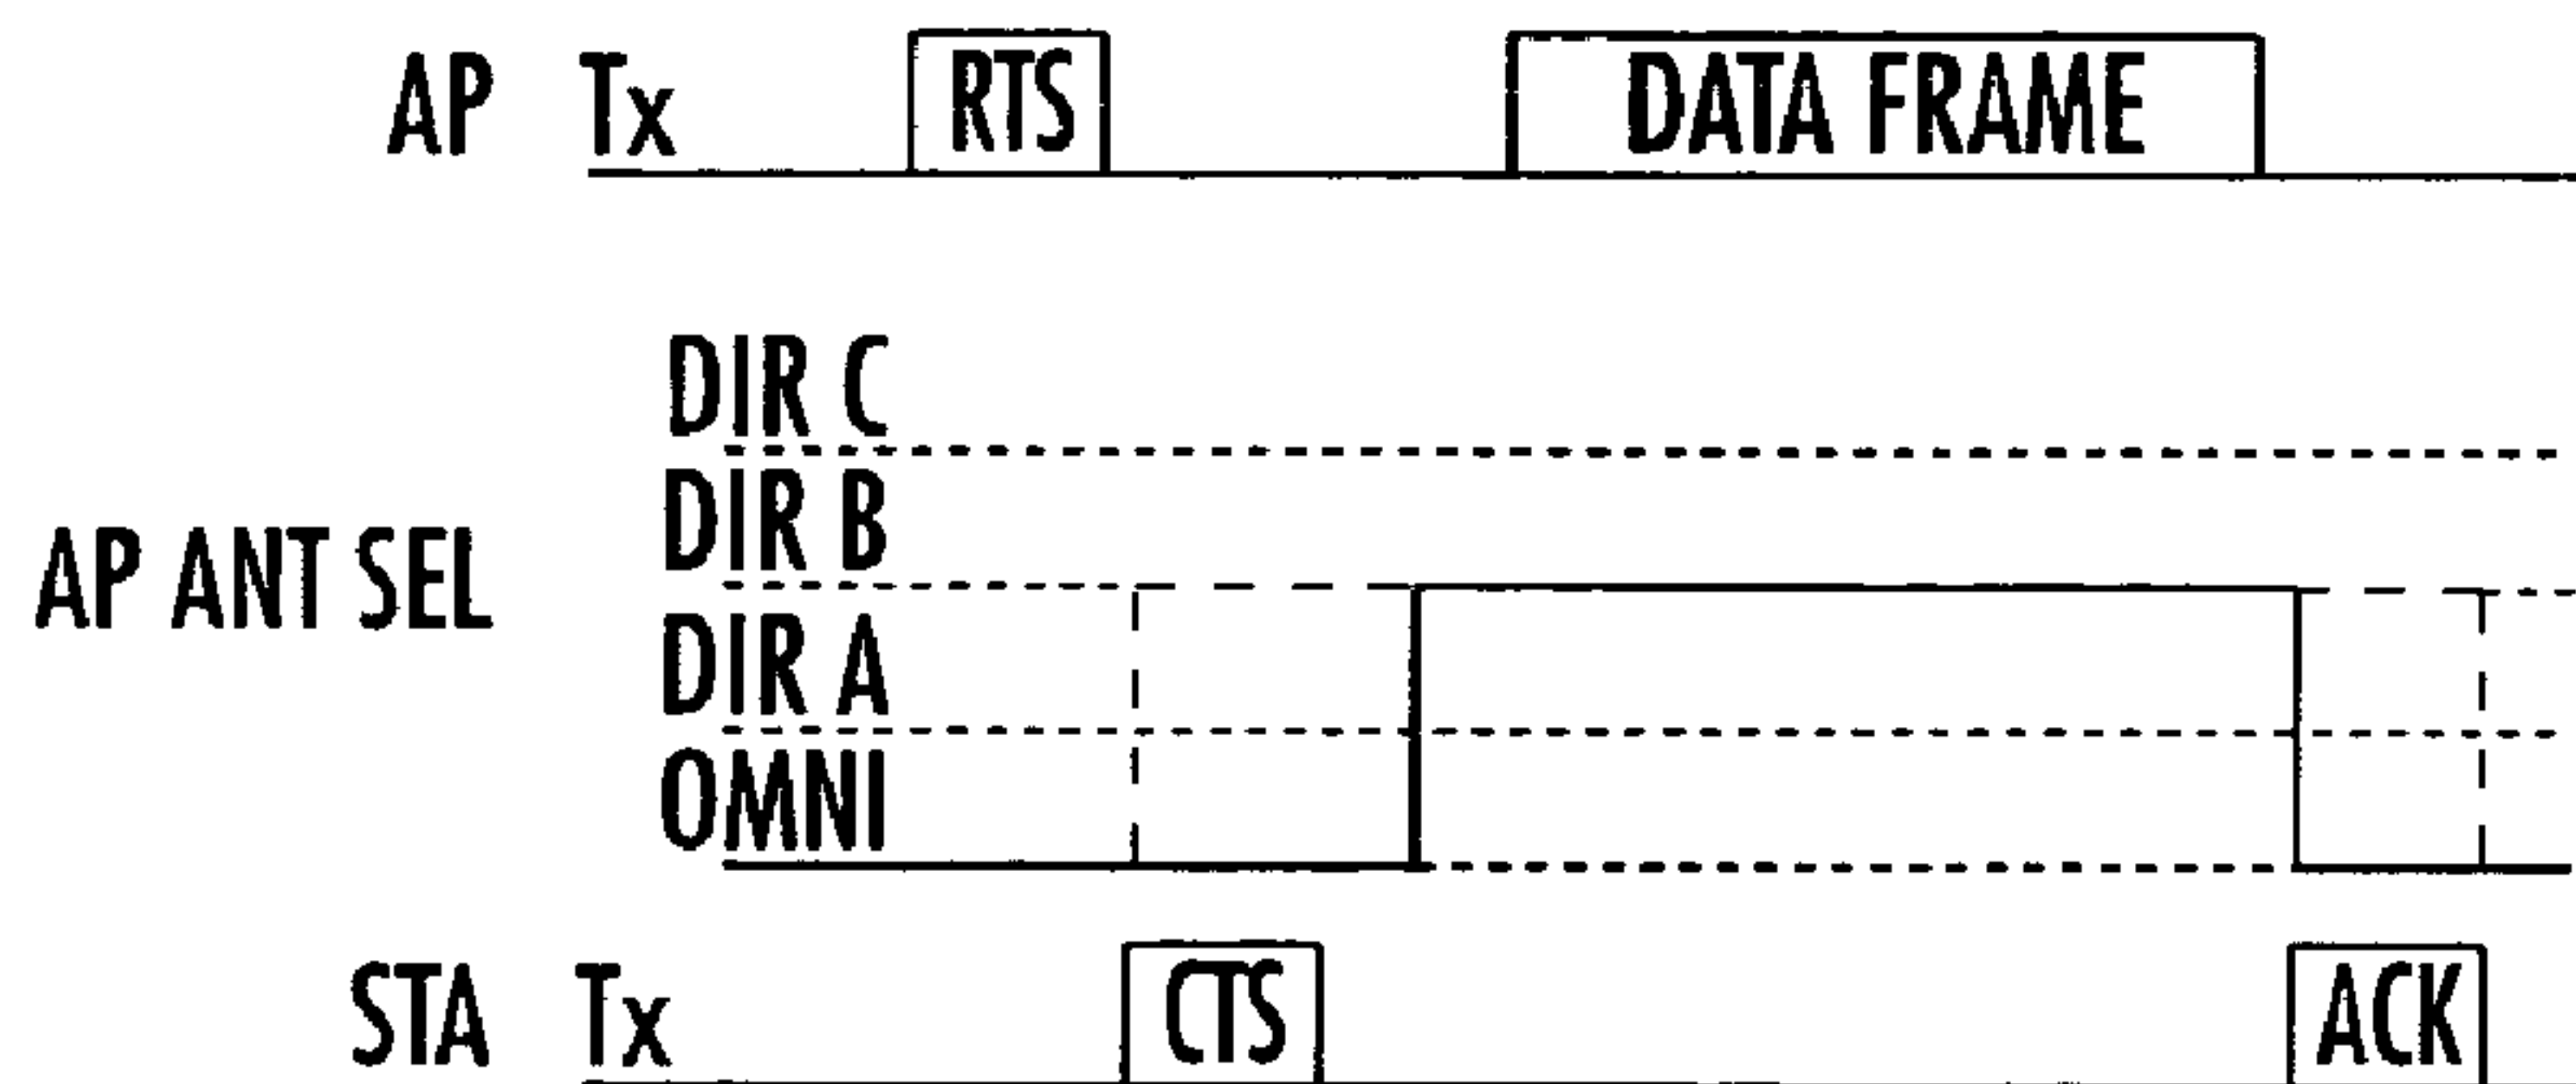 AP Tx RTS DATA FRAME
DIR C
DIR B
AP ANT SEL
DIR A
OMNI
STA Tx CTS ACK